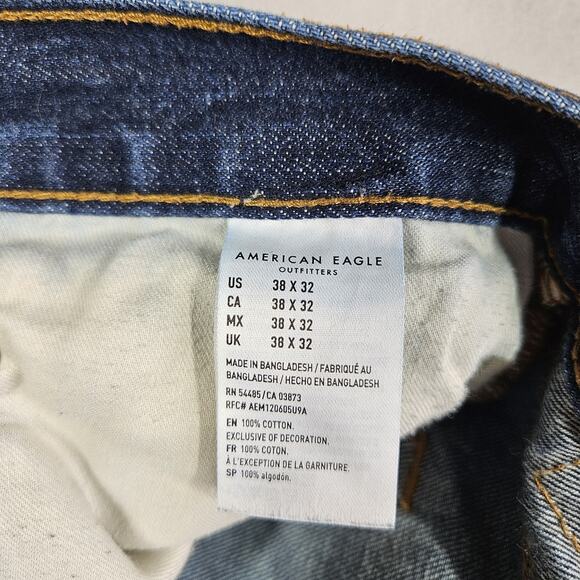 AMERICAN EAGLE
OUTFITTERS
US 38 X 32
CA 38 X 32
MX 38 X 32
UK 38 X 32
MADE IN BANGLADESH / FABRIQUÉ AU
BANGLADESH / HECHO EN BANGLADESH
RN 54485/CA 03873
RFC# AEM120605U9A
EN 100% COTTON.
EXCLUSIVE OF DECORATION.
FR 100% COTON.
À L'EXCEPTION DE LA GARNITURE.
SP 100% algodón.